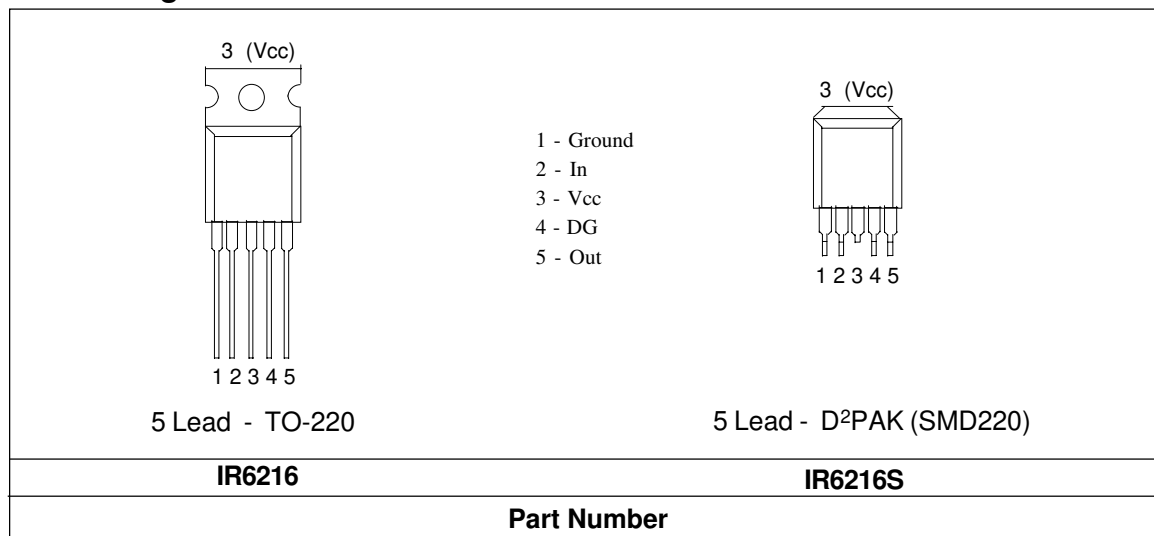 3 (Vcc)
1 2 3 4 5
5 Lead - TO-220
1 - Ground
2 - In
3 - Vcc
4 - DG
5 - Out
3 (Vcc)
1 2 3 4 5
5 Lead - D²PAK (SMD220)
IR6216
IR6216S
Part Number